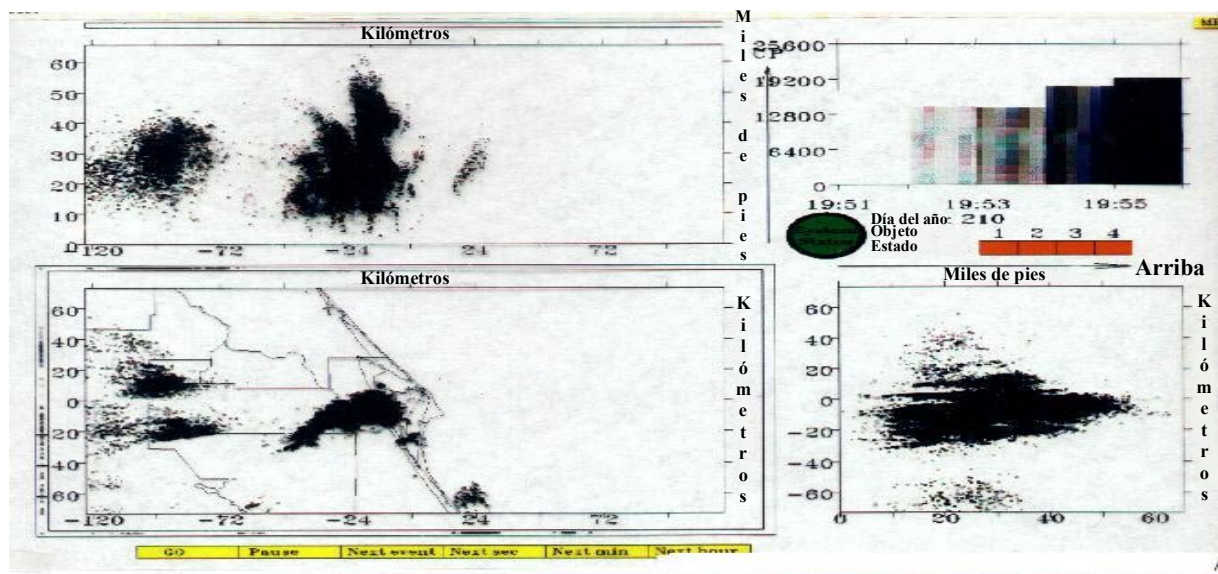 Kilómetros
Miles de pies
60
50
40
30
20
10
0
-120 -72 -24 24 72
25600
19200
12800
6400
0
19:51 19:53 19:55
Día del año: 210
Objeto
Estado
1 2 3 4
Kilómetros
Kilómetros
60
40
20
0
-20
-40
-60
-120 -72 -24 24 72
Arriba
Miles de pies
Kilómetros
60
40
20
0
-20
-40
-60
0 20 40 60
GO Pause Next event Next sec Next min Next hour